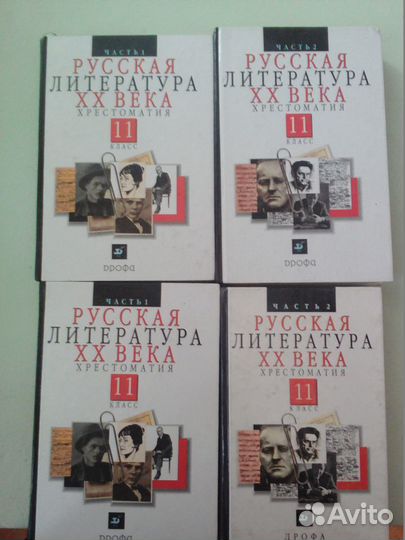 ЧАСТЬ 1
РУССКАЯ
ЛИТЕРАТУРА
XX ВЕКА
ХРЕСТОМАТИЯ
11
КЛАСС
ДРОФА
ЧАСТЬ 2
РУССКАЯ
ЛИТЕРАТУРА
XX ВЕКА
ХРЕСТОМАТИЯ
11
КЛАСС
ДРОФА
ЧАСТЬ 1
РУССКАЯ
ЛИТЕРАТУРА
XX ВЕКА
ХРЕСТОМАТИЯ
11
КЛАСС
ДРОФА
ЧАСТЬ 2
РУССКАЯ
ЛИТЕРАТУРА
XX ВЕКА
ХРЕСТОМАТИЯ
11
КЛАСС
ДРОФА
Avito